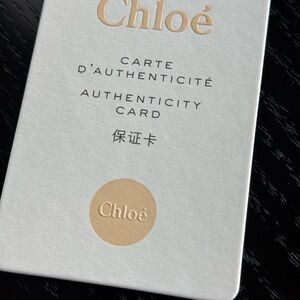 Chloé
CARTE
D'AUTHENTICITÉ
AUTHENTICITY
CARD
保证卡
Chloé